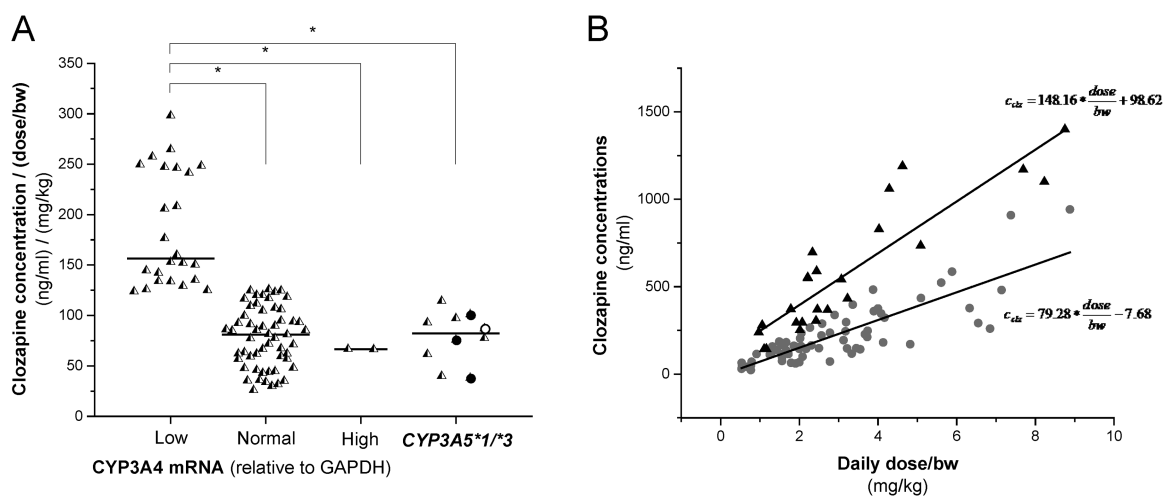 A
Clozapine concentration / (dose/bw)
(ng/ml) / (mg/kg)
350
300
250
200
150
100
50
0
*
*
*
Low
Normal
High
CYP3A5*1/*3
CYP3A4 mRNA (relative to GAPDH)
B
Clozapine concentrations
(ng/ml)
1500
1000
500
0
c_clz = 148.16 * dose/bw + 98.62
c_clz = 79.28 * dose/bw − 7.68
0
2
4
6
8
10
Daily dose/bw
(mg/kg)